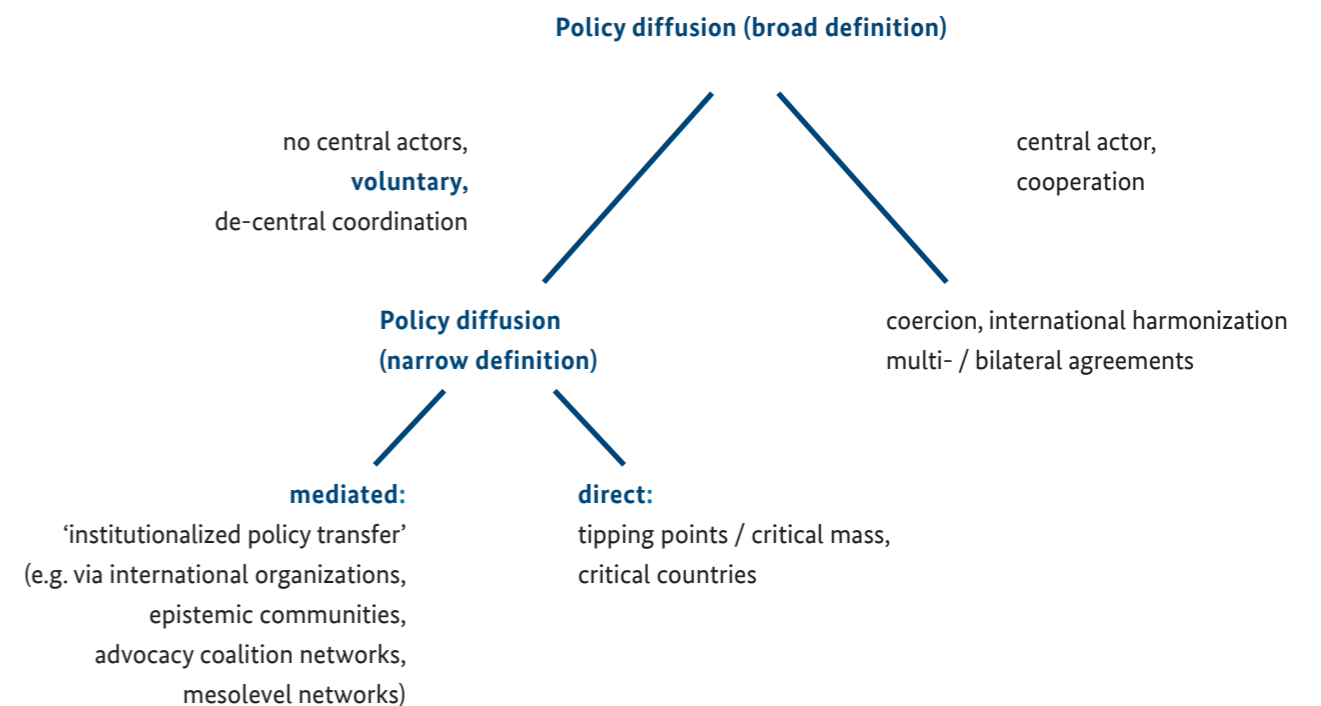 Policy diffusion (broad definition)
no central actors,
voluntary,
de-central coordination
central actor,
cooperation
Policy diffusion
(narrow definition)
coercion, international harmonization
multi- / bilateral agreements
mediated:
‘institutionalized policy transfer’
(e.g. via international organizations,
epistemic communities,
advocacy coalition networks,
mesolevel networks)
direct:
tipping points / critical mass,
critical countries